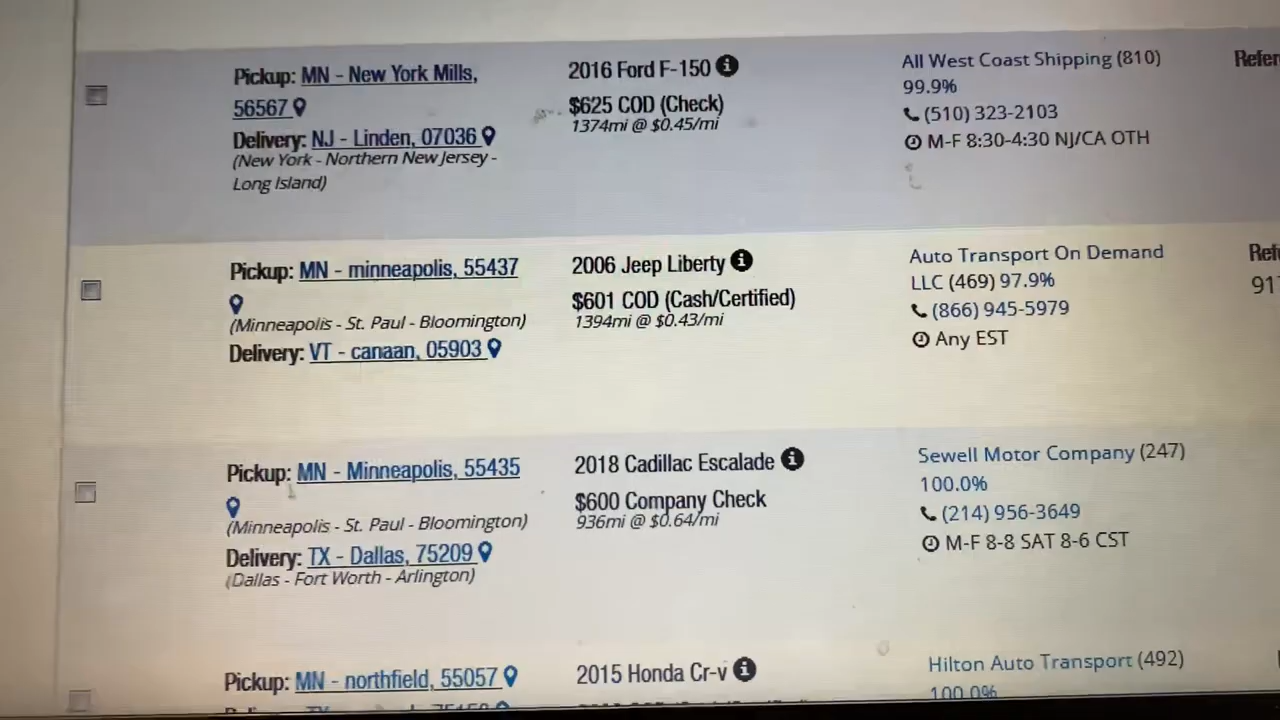 Pickup: MN - New York Mills,
56567
Delivery: NJ - Linden, 07036
(New York - Northern New Jersey -
Long Island)
2016 Ford F-150
$625 COD (Check)
1374mi @ $0.45/mi
All West Coast Shipping (810)
99.9%
(510) 323-2103
M-F 8:30-4:30 NJ/CA OTH
Pickup: MN - minneapolis, 55437
(Minneapolis - St. Paul - Bloomington)
Delivery: VT - canaan, 05903
2006 Jeep Liberty
$601 COD (Cash/Certified)
1394mi @ $0.43/mi
Auto Transport On Demand
LLC (469) 97.9%
(866) 945-5979
Any EST
Pickup: MN - Minneapolis, 55435
(Minneapolis - St. Paul - Bloomington)
Delivery: TX - Dallas, 75209
(Dallas - Fort Worth - Arlington)
2018 Cadillac Escalade
$600 Company Check
936mi @ $0.64/mi
Sewell Motor Company (247)
100.0%
(214) 956-3649
M-F 8-8 SAT 8-6 CST
Pickup: MN - northfield, 55057
2015 Honda Cr-v
Hilton Auto Transport (492)
100.0%